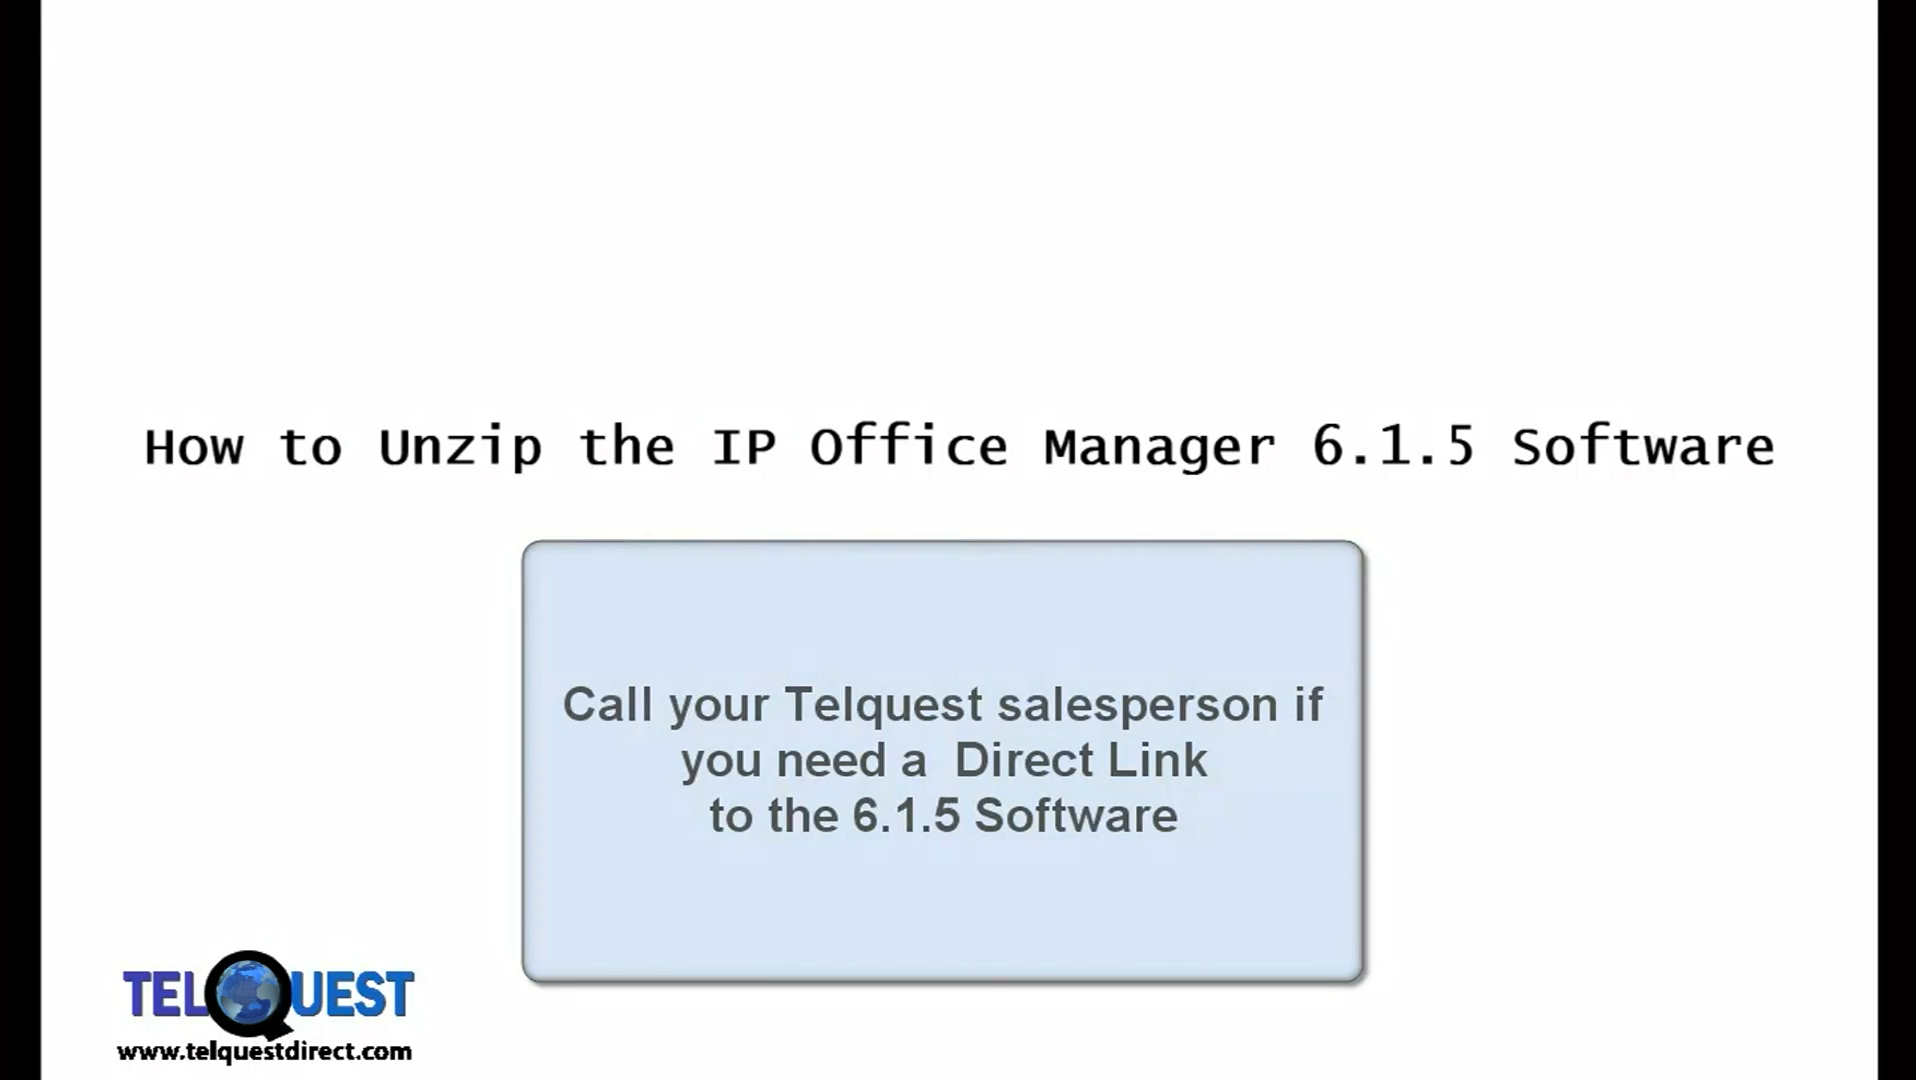 How to Unzip the IP Office Manager 6.1.5 Software
Call your Telquest salesperson if
you need a Direct Link
to the 6.1.5 Software
TELQUEST
www.telquestdirect.com